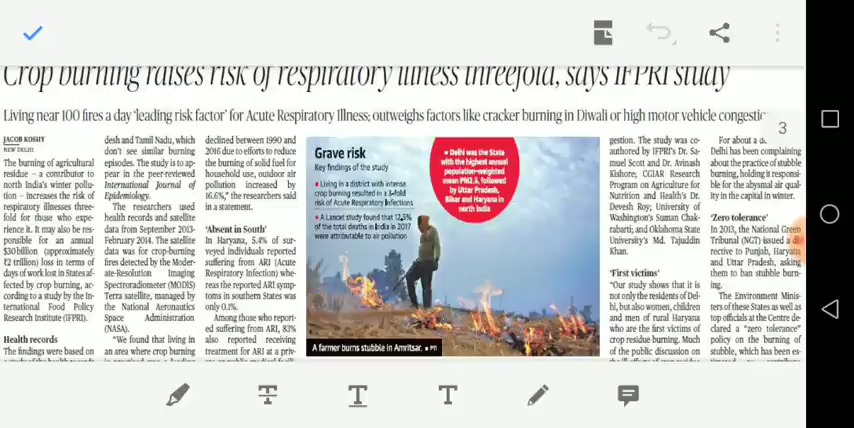 Crop burning raises risk of respiratory illness threefold, says IFPRI study
Living near 100 fires a day 'leading risk factor' for Acute Respiratory Illness; outweighs factors like cracker burning in Diwali or high motor vehicle
3
JACOB KOSHY
NEW DELHI
The burning of agricultural
residue – a contributor to
north India's winter pollu-
tion – increases the risk of
respiratory illnesses three-
fold for those who expe-
rience it. It may also be res-
ponsible for an annual
$30 billion (approximately
₹2 trillion) loss in terms of
days of work lost in States af-
fected by crop burning, ac-
cording to a study by the In-
ternational Food Policy
Research Institute (IFPRI).
Health records
The findings were based on
desh and Tamil Nadu, which
don't see similar burning
episodes. The study is to ap-
pear in the peer-reviewed
International Journal of
Epidemiology.
The researchers used
health records and satellite
data from September 2013-
February 2014. The satellite
data was for crop-burning
fires detected by the Moder-
ate-Resolution Imaging
Spectroradiometer (MODIS)
Terra satellite, managed by
the National Aeronautics
Space Administration
(NASA).
"We found that living in
an area where crop burning
declined between 1990 and
2016 due to efforts to reduce
the burning of solid fuel for
household use, outdoor air
pollution increased by
16.6%," the researchers said
in a statement.
'Absent in South'
In Haryana, 5.4% of sur-
veyed individuals reported
suffering from ARI (Acute
Respiratory Infection) whe-
reas the reported ARI symp-
toms in southern States was
only 0.1%.
Among those who report-
ed suffering from ARI, 83%
also reported receiving
treatment for ARI at a priv-
Grave risk
Key findings of the study
Living in a district with intense
crop burning resulted in a 3-fold
risk of Acute Respiratory Infections
A Lancet study found that 12.5%
of the total deaths in India in 2017
were attributable to air pollution
Delhi was the State
with the highest annual
population-weighted
mean PM2.5, followed
by Uttar Pradesh,
Bihar and Haryana in
north India
A farmer burns stubble in Amritsar. ■ PTI
gestion. The study was co-
authored by IFPRI's Dr. Sa-
muel Scott and Dr. Avinash
Kishore; CGIAR Research
Program on Agriculture for
Nutrition and Health's Dr.
Devesh Roy; University of
Washington's Suman Chak-
rabarti; and Oklahoma State
University's Md. Tajuddin
Khan.
'First victims'
"Our study shows that it is
not only the residents of Del-
hi, but also women, children
and men of rural Haryana
who are the first victims of
crop residue burning. Much
of the public discussion on
For about a
Delhi has been complaining
about the practice of stubble
burning, holding it responsi-
ble for the abysmal air qual-
ity in the capital in winter.
'Zero tolerance'
In 2013, the National Green
Tribunal (NGT) issued a di-
rective to Punjab, Haryana
and Uttar Pradesh, asking
them to ban stubble burn-
ing.
The Environment Minis-
ters of these States as well as
top officials at the Centre de-
clared a "zero tolerance"
policy on the burning of
stubble, which has been es-
T
T
T